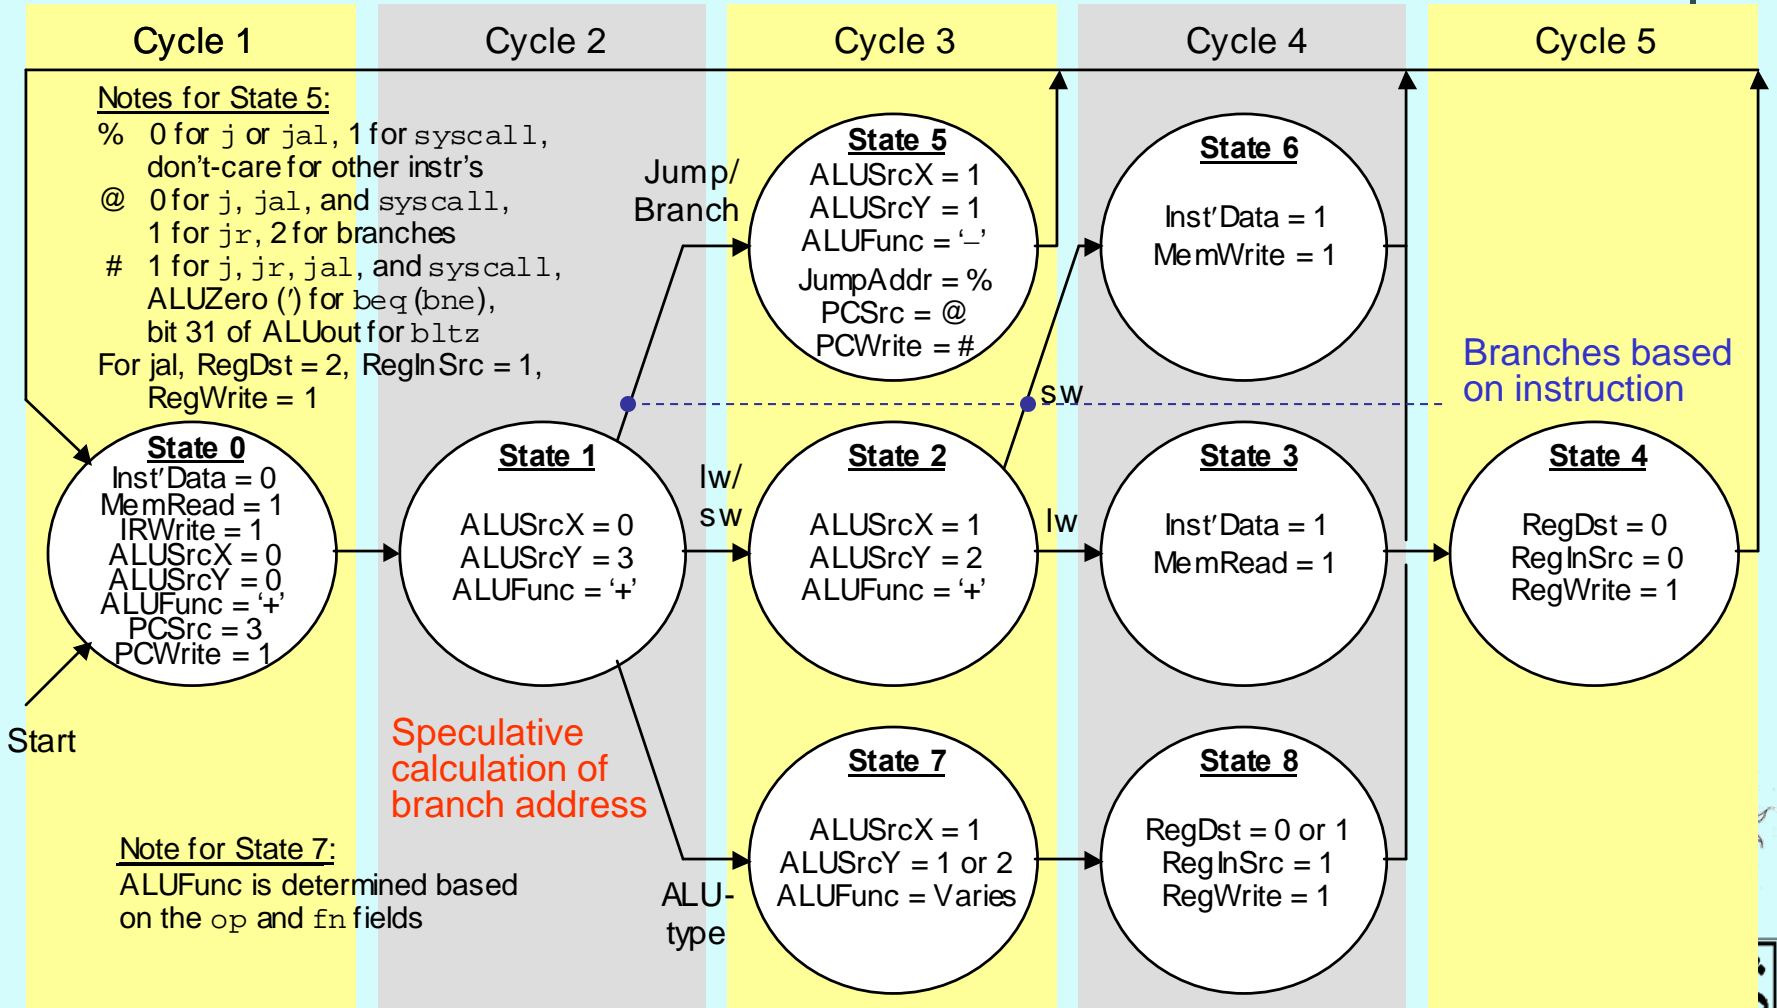 Cycle 1
Cycle 2
Cycle 3
Cycle 4
Cycle 5
Notes for State 5:
% 0 for j or jal, 1 for syscall,
don't-care for other instr's
@ 0 for j, jal, and syscall,
1 for jr, 2 for branches
# 1 for j, jr, jal, and syscall,
ALUZero (′) for beq (bne),
bit 31 of ALUout for bltz
For jal, RegDst = 2, RegInSrc = 1,
RegWrite = 1
Jump/
Branch
State 5
ALUSrcX = 1
ALUSrcY = 1
ALUFunc = ‘–’
JumpAddr = %
PCSrc = @
PCWrite = #
State 6
Inst′Data = 1
MemWrite = 1
Branches based
on instruction
sw
State 0
Inst′Data = 0
MemRead = 1
IRWrite = 1
ALUSrcX = 0
ALUSrcY = 0
ALUFunc = ‘+’
PCSrc = 3
PCWrite = 1
Start
State 1
ALUSrcX = 0
ALUSrcY = 3
ALUFunc = ‘+’
lw/
sw
State 2
ALUSrcX = 1
ALUSrcY = 2
ALUFunc = ‘+’
lw
State 3
Inst′Data = 1
MemRead = 1
State 4
RegDst = 0
RegInSrc = 0
RegWrite = 1
Speculative
calculation of
branch address
Note for State 7:
ALUFunc is determined based
on the op and fn fields
ALU-
type
State 7
ALUSrcX = 1
ALUSrcY = 1 or 2
ALUFunc = Varies
State 8
RegDst = 0 or 1
RegInSrc = 1
RegWrite = 1